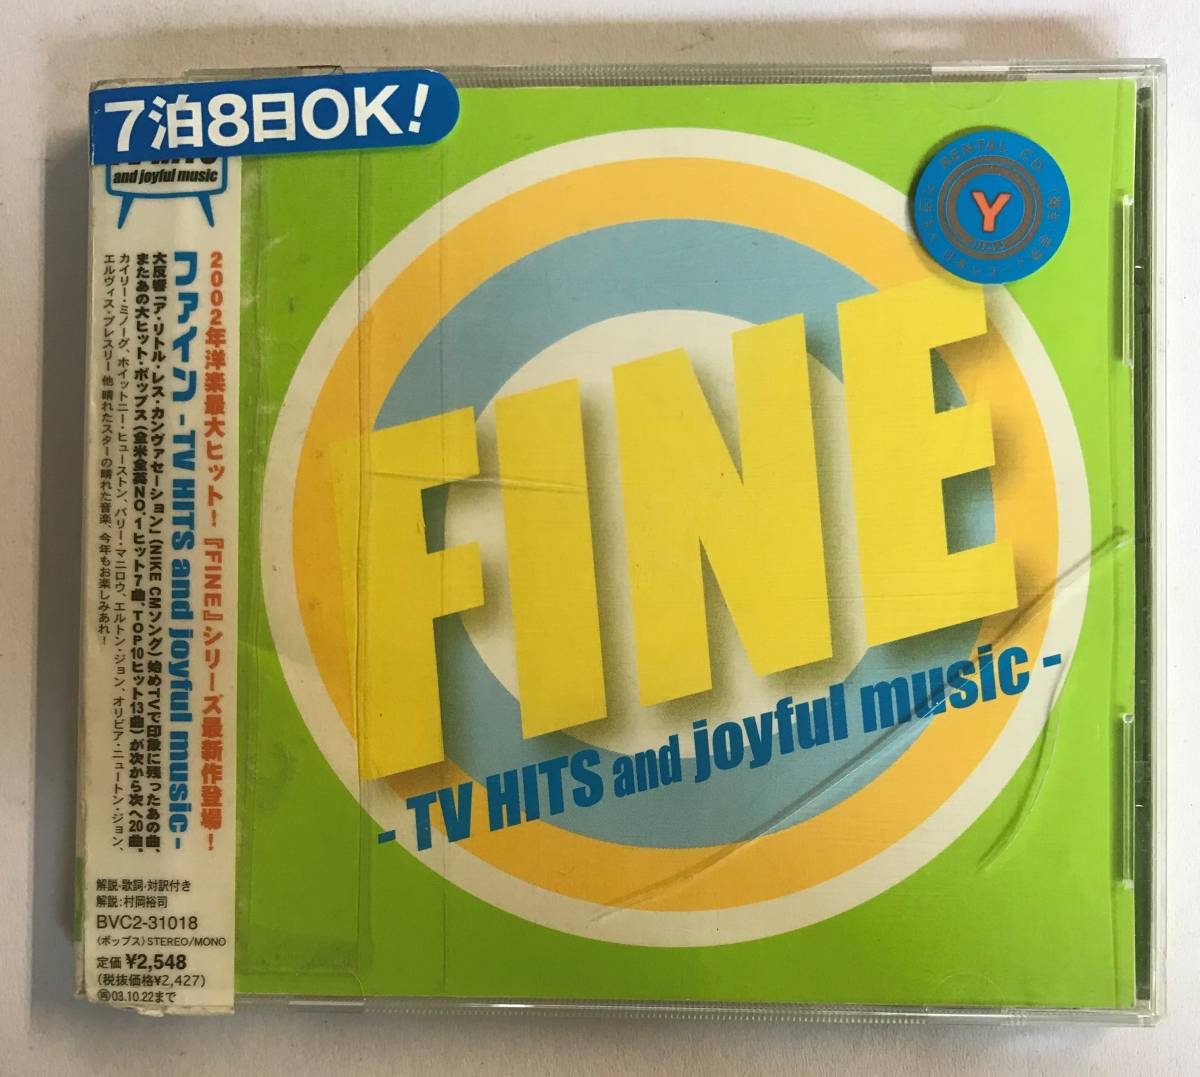 7泊8日OK!
and joyful music
2002年洋楽最大ヒット!『FINE』シリーズ最新作登場!
ファイン -TV HITS and joyful music-
大反響「ア・リトル・レス・カンヴァセーション」(NIKE CMソング)始めTVで印象に残ったあの曲、
またあの大ヒット・ポップス(全米全英NO.1ヒット7曲、TOP10ヒット13曲)が次から次へ20曲。
カイリー・ミノーグ、ホイットニー・ヒューストン、バリー・マニロウ、エルトン・ジョン、オリビア・ニュートン・ジョン、
エルヴィス・プレスリー 他 晴れたスターの晴れた音楽、今年もお楽しみあれ!
解説・歌詞・対訳付き
解説:村岡裕司
BVC2-31018
(ポップス) STEREO/MONO
定価 ¥2,548
(税抜価格¥2,427)
再 03.10.22まで
RENTAL CD
Y
FINE
- TV HITS and joyful music -